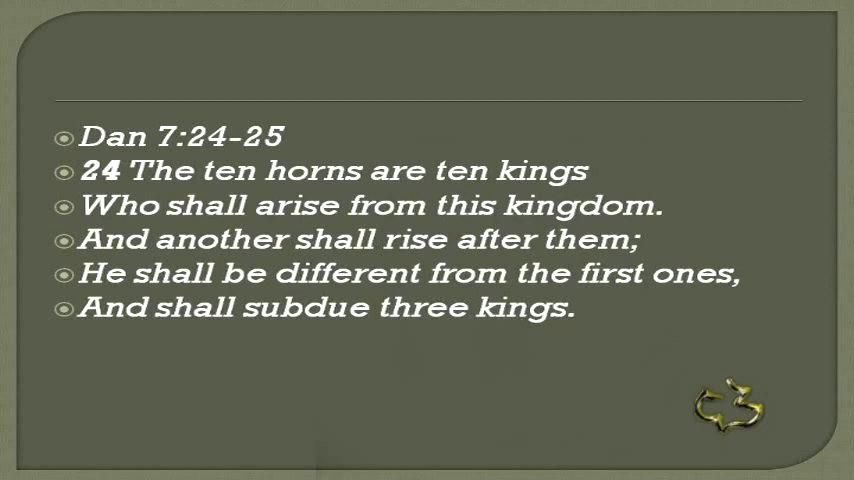 Dan 7:24-25
24 The ten horns are ten kings
Who shall arise from this kingdom.
And another shall rise after them;
He shall be different from the first ones,
And shall subdue three kings.